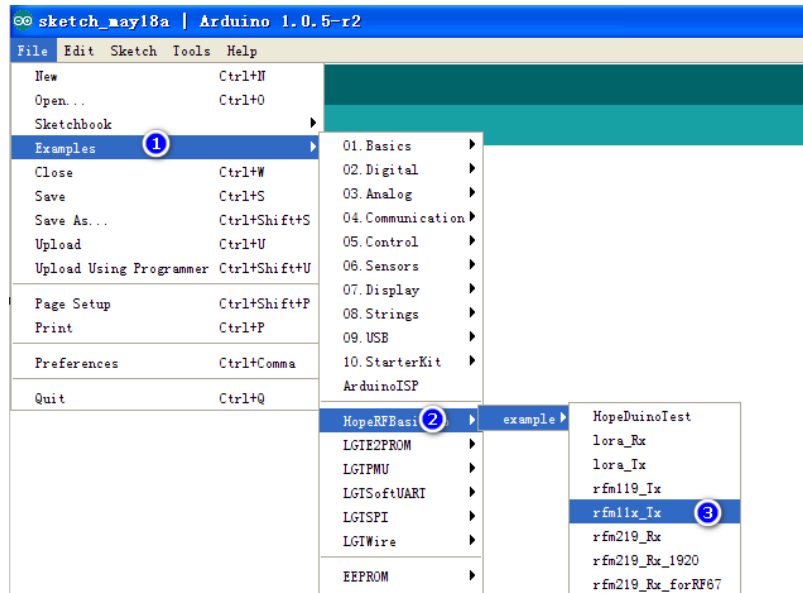 sketch_may18a | Arduino 1.0.5-r2
File Edit Sketch Tools Help
New Ctrl+N
Open... Ctrl+O
Sketchbook
Examples 1
Close Ctrl+W
Save Ctrl+S
Save As... Ctrl+Shift+S
Upload Ctrl+U
Upload Using Programmer Ctrl+Shift+U
Page Setup Ctrl+Shift+P
Print Ctrl+P
Preferences Ctrl+Comma
Quit Ctrl+Q
01.Basics
02.Digital
03.Analog
04.Communication
05.Control
06.Sensors
07.Display
08.Strings
09.USB
10.StarterKit
ArduinoISP
2
LGTE2PROM
LGTPMU
LGTSoftUART
LGTSPI
LGTWire
EEPROM
example
HopeDuinoTest
lora_Rx
lora_Tx
rfm119_Tx
rfm11x_Tx 3
rfm219_Rx
rfm219_Rx_1920
rfm219_Rx_forRF67